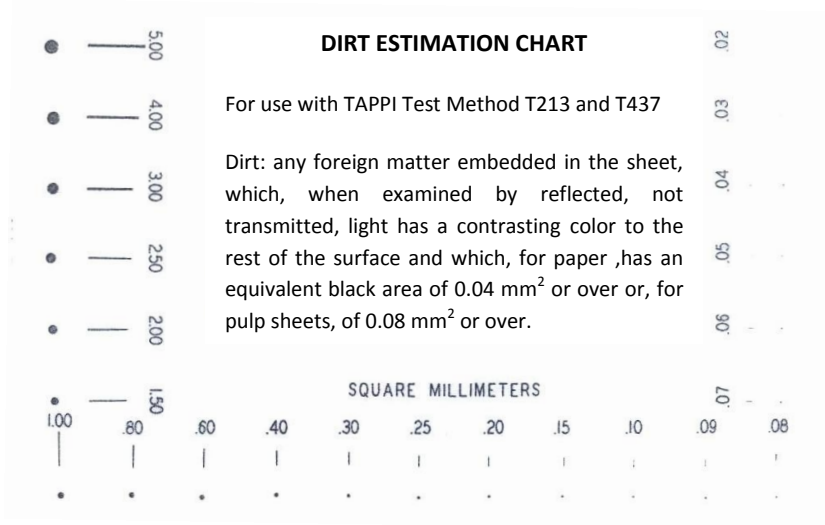 DIRT ESTIMATION CHART
For use with TAPPI Test Method T213 and T437
Dirt: any foreign matter embedded in the sheet,
which, when examined by reflected, not
transmitted, light has a contrasting color to the
rest of the surface and which, for paper ,has an
equivalent black area of 0.04 mm² or over or, for
pulp sheets, of 0.08 mm² or over.
5.00
4.00
3.00
2.50
2.00
1.50
.02
.03
.04
.05
.06
.07
SQUARE MILLIMETERS
1.00 .80 .60 .40 .30 .25 .20 .15 .10 .09 .08